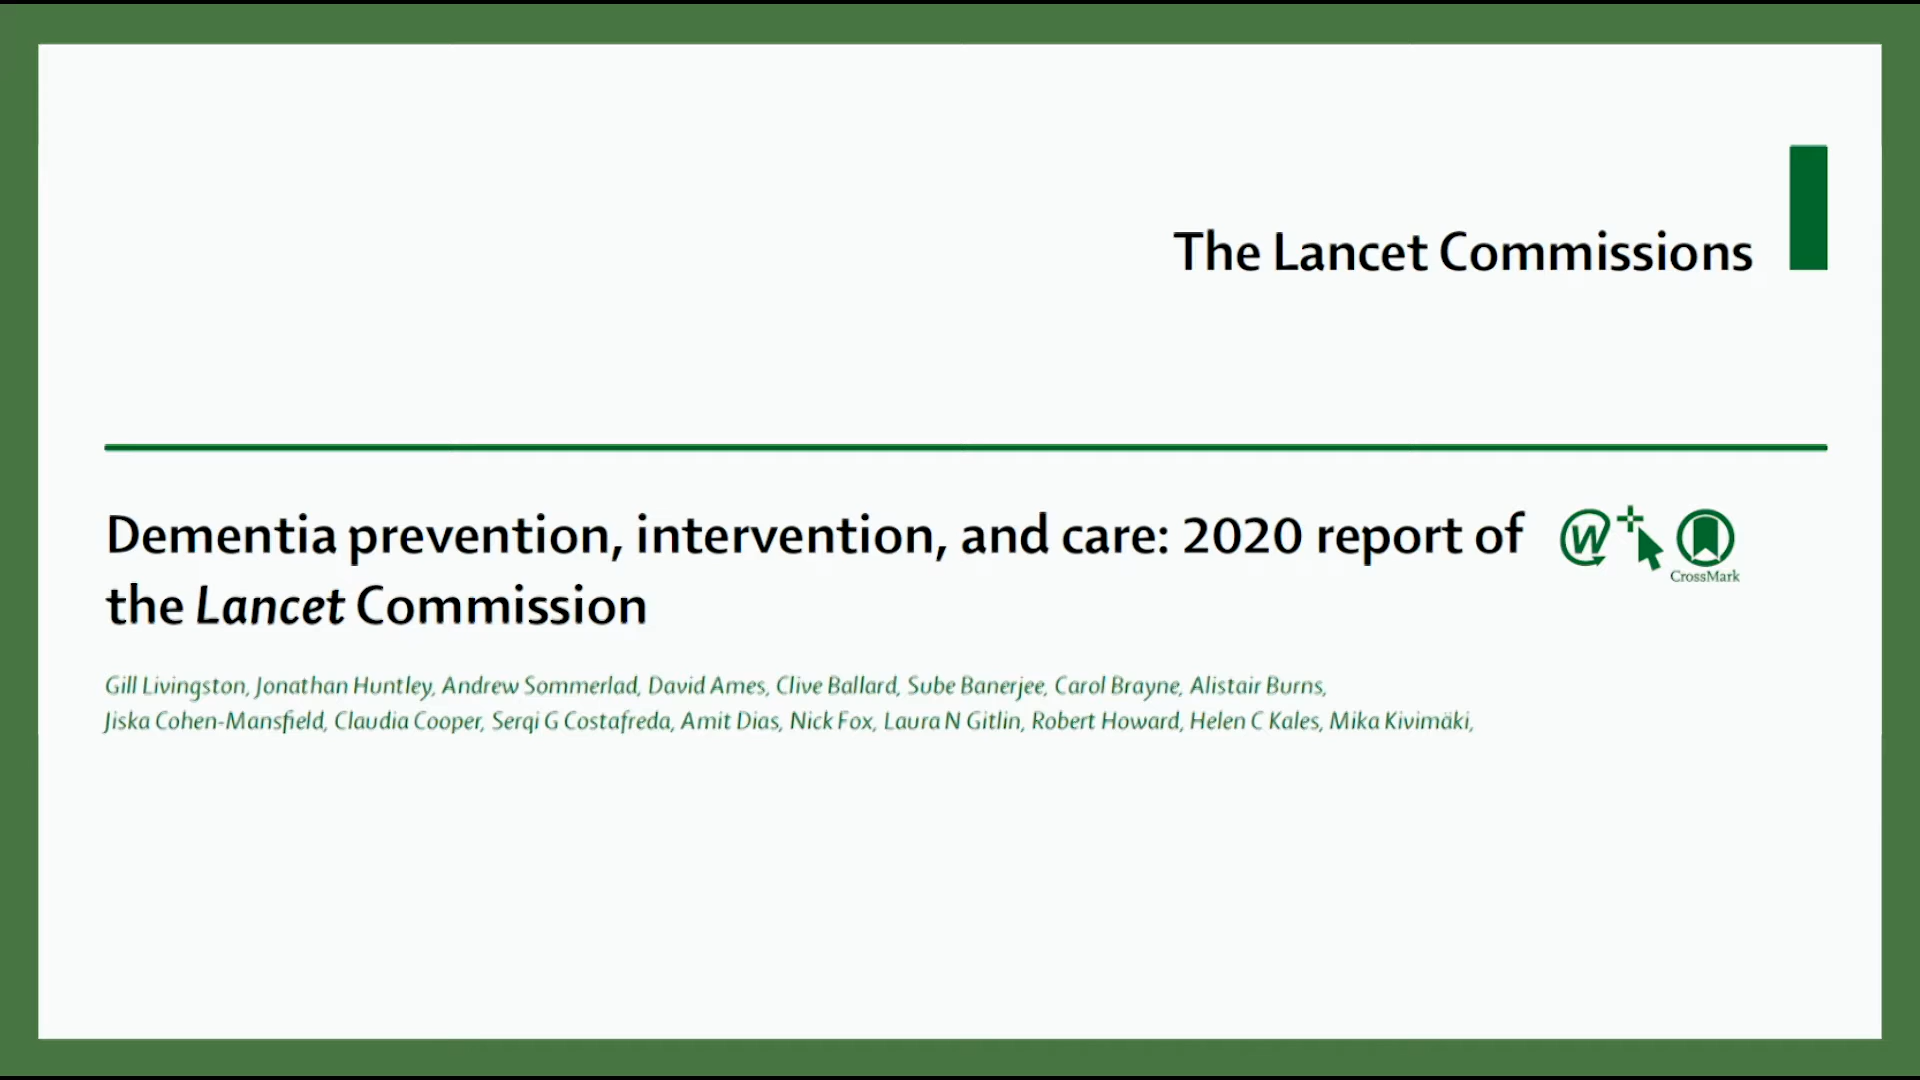 The Lancet Commissions
Dementia prevention, intervention, and care: 2020 report of
the Lancet Commission
W
CrossMark
Gill Livingston, Jonathan Huntley, Andrew Sommerlad, David Ames, Clive Ballard, Sube Banerjee, Carol Brayne, Alistair Burns,
Jiska Cohen-Mansfield, Claudia Cooper, Sergi G Costafreda, Amit Dias, Nick Fox, Laura N Gitlin, Robert Howard, Helen C Kales, Mika Kivimäki,